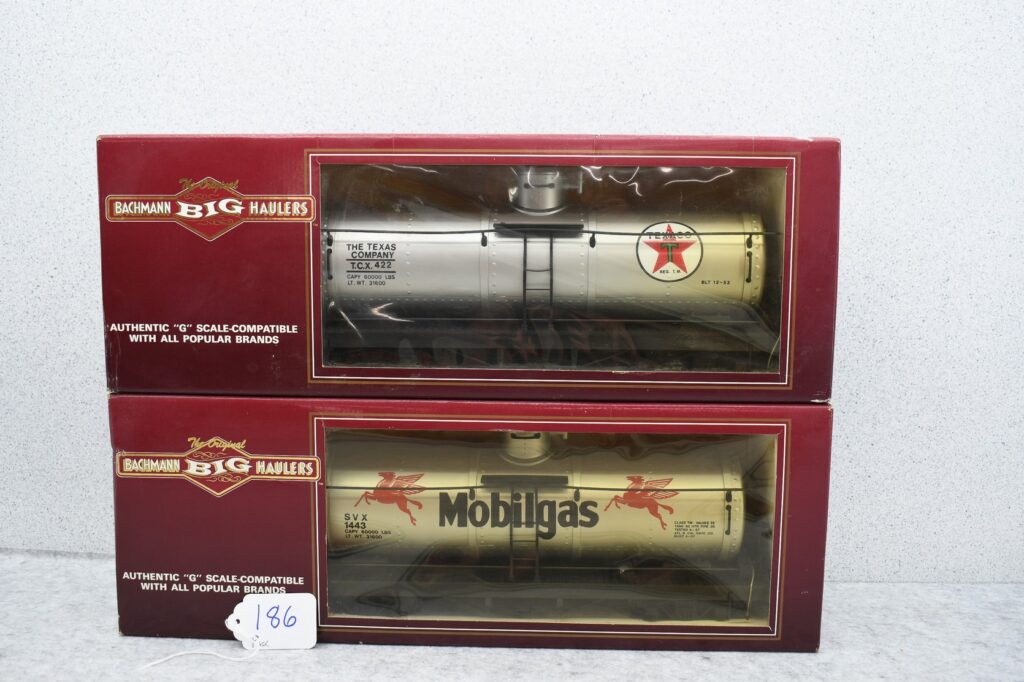 The Original
BACHMANN BIG HAULERS
AUTHENTIC "G" SCALE-COMPATIBLE
WITH ALL POPULAR BRANDS
THE TEXAS
COMPANY
T.C.X. 422
CAPY 60000 LBS
LT. WT. 31600
TEXACO
T
REG. T.M.
BLT 12-52
The Original
BACHMANN BIG HAULERS
AUTHENTIC "G" SCALE-COMPATIBLE
WITH ALL POPULAR BRANDS
SVX
1443
CAPY 60000 LBS
LT. WT. 31600
Mobilgas
186